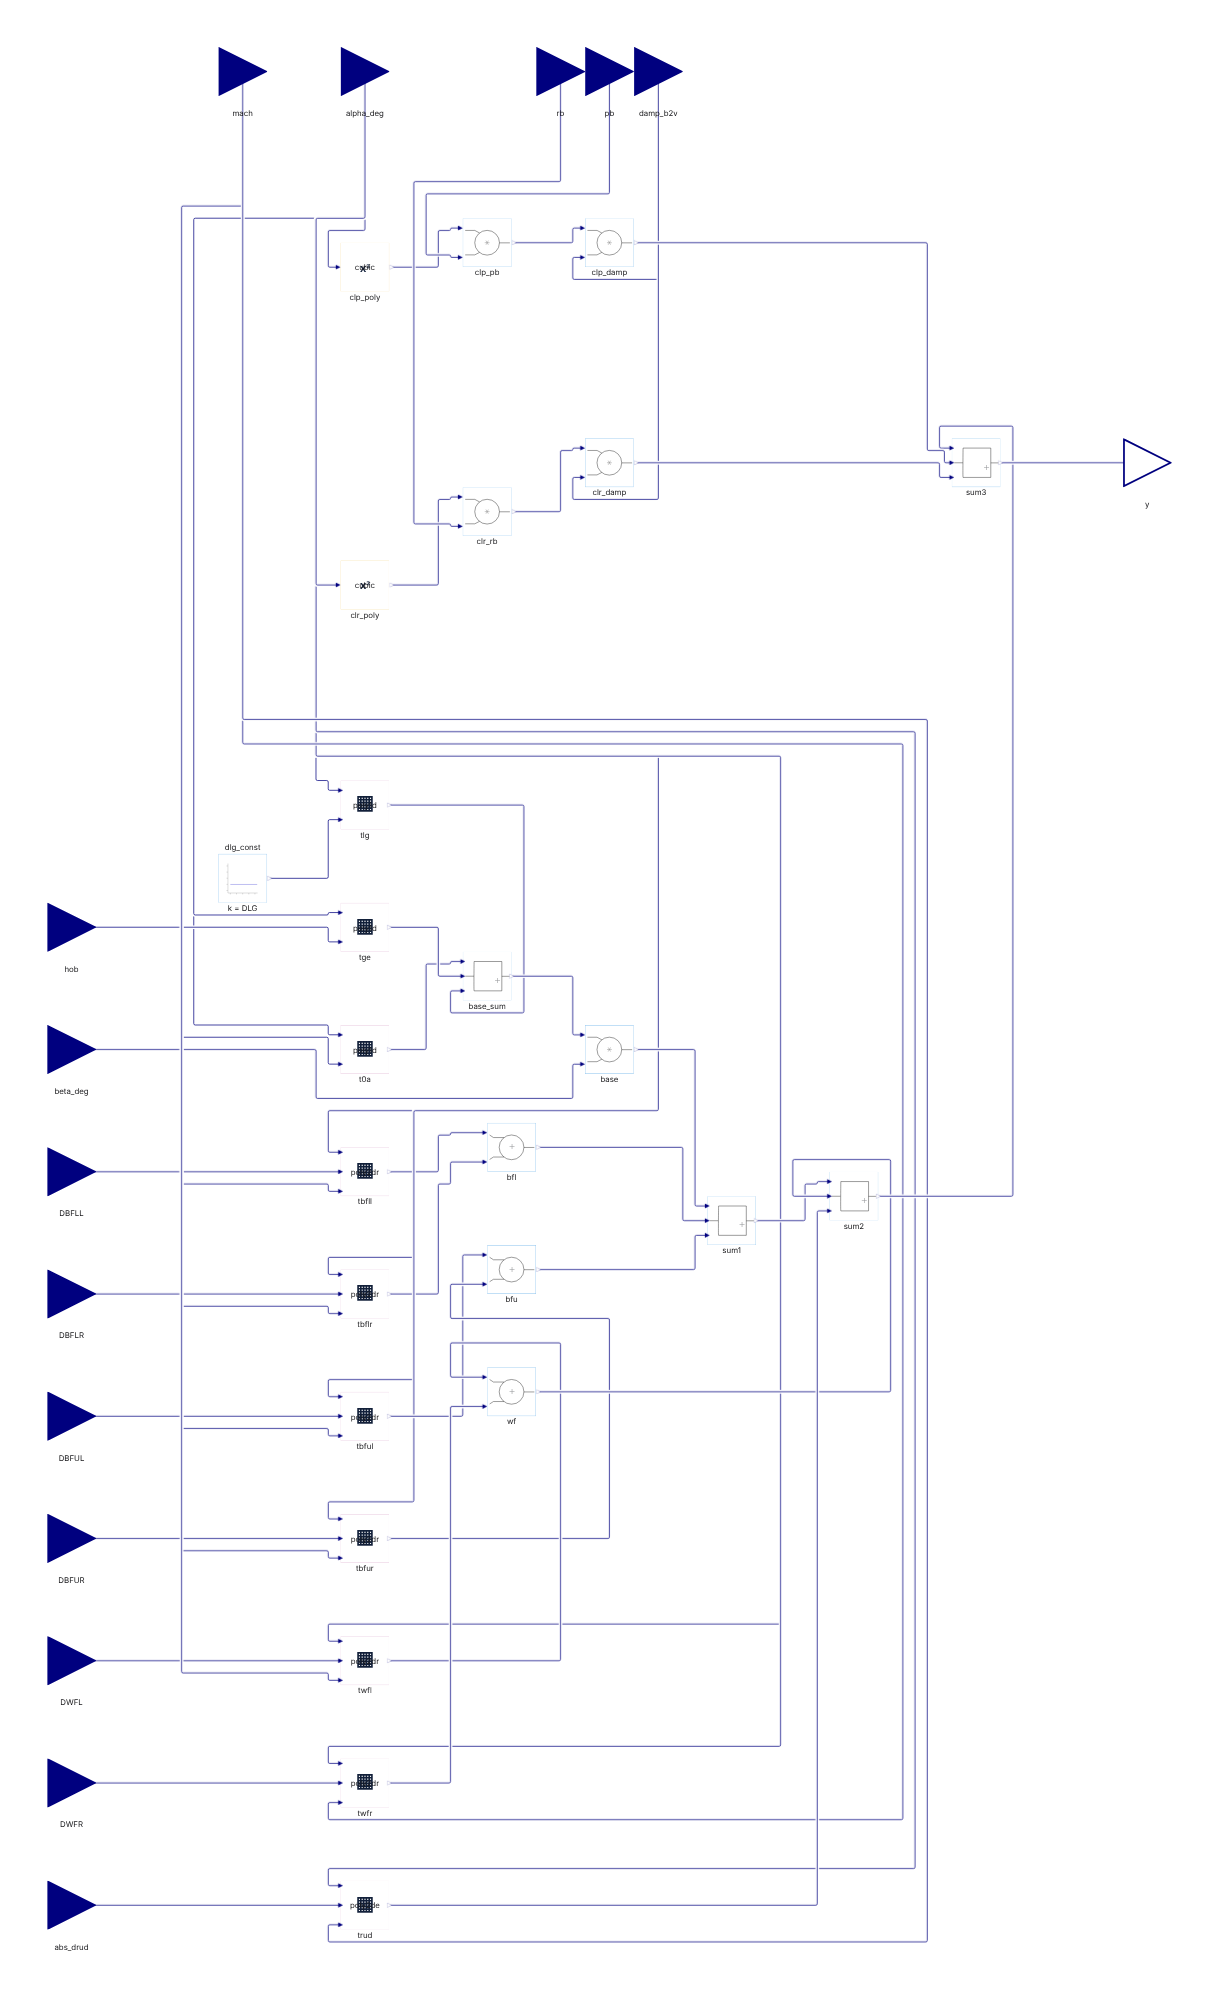 mach
alpha_deg
rb
pb
damp_b2v
clp_poly
clp_pb
clp_damp
clr_damp
sum3
y
clr_rb
clr_poly
tlg
dlg_const
k = DLG
hob
tge
base_sum
beta_deg
t0a
base
DBFLL
tbfll
bfl
sum1
sum2
DBFLR
tbflr
bfu
DBFUL
tbful
wf
DBFUR
tbfur
DWFL
twfl
DWFR
twfr
abs_drud
trud